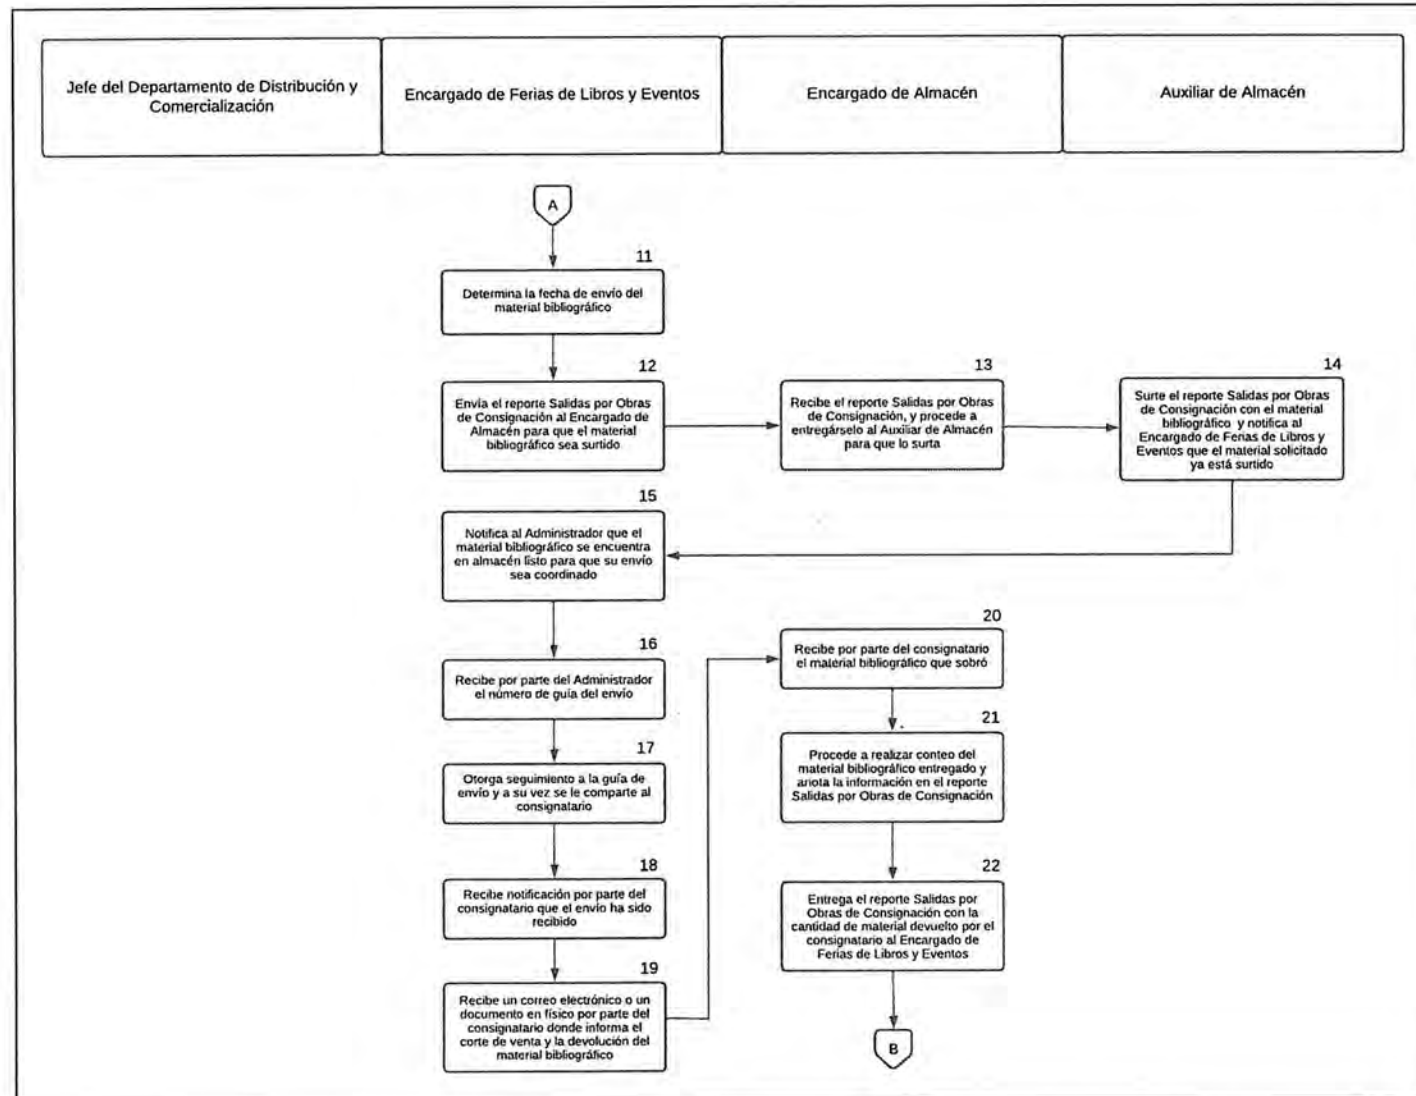 Jefe del Departamento de Distribución y
Comercialización
Encargado de Ferias de Libros y Eventos
Encargado de Almacén
Auxiliar de Almacén
A
11
Determina la fecha de envío del
material bibliográfico
12
Envía el reporte Salidas por Obras
de Consignación al Encargado de
Almacén para que el material
bibliográfico sea surtido
13
Recibe el reporte Salidas por Obras
de Consignación, y procede a
entregárselo al Auxiliar de Almacén
para que lo surta
14
Surte el reporte Salidas por Obras
de Consignación con el material
bibliográfico y notifica al
Encargado de Ferias de Libros y
Eventos que el material solicitado
ya está surtido
15
Notifica al Administrador que el
material bibliográfico se encuentra
en almacén listo para que su envío
sea coordinado
16
Recibe por parte del Administrador
el número de guía del envío
17
Otorga seguimiento a la guía de
envío y a su vez se le comparte al
consignatario
18
Recibe notificación por parte del
consignatario que el envío ha sido
recibido
19
Recibe un correo electrónico o un
documento en físico por parte del
consignatario donde informa el
corte de venta y la devolución del
material bibliográfico
20
Recibe por parte del consignatario
el material bibliográfico que sobró
21
Procede a realizar conteo del
material bibliográfico entregado y
anota la información en el reporte
Salidas por Obras de Consignación
22
Entrega el reporte Salidas por
Obras de Consignación con la
cantidad de material devuelto por el
consignatario al Encargado de
Ferias de Libros y Eventos
B